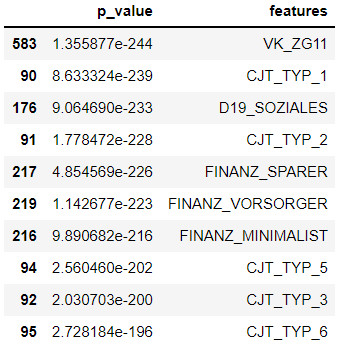 p_value features
583 1.355877e-244 VK_ZG11
90 8.633324e-239 CJT_TYP_1
176 9.064690e-233 D19_SOZIALES
91 1.778472e-228 CJT_TYP_2
217 4.854569e-226 FINANZ_SPARER
219 1.142677e-223 FINANZ_VORSORGER
216 9.890682e-216 FINANZ_MINIMALIST
94 2.560460e-202 CJT_TYP_5
92 2.030703e-200 CJT_TYP_3
95 2.728184e-196 CJT_TYP_6